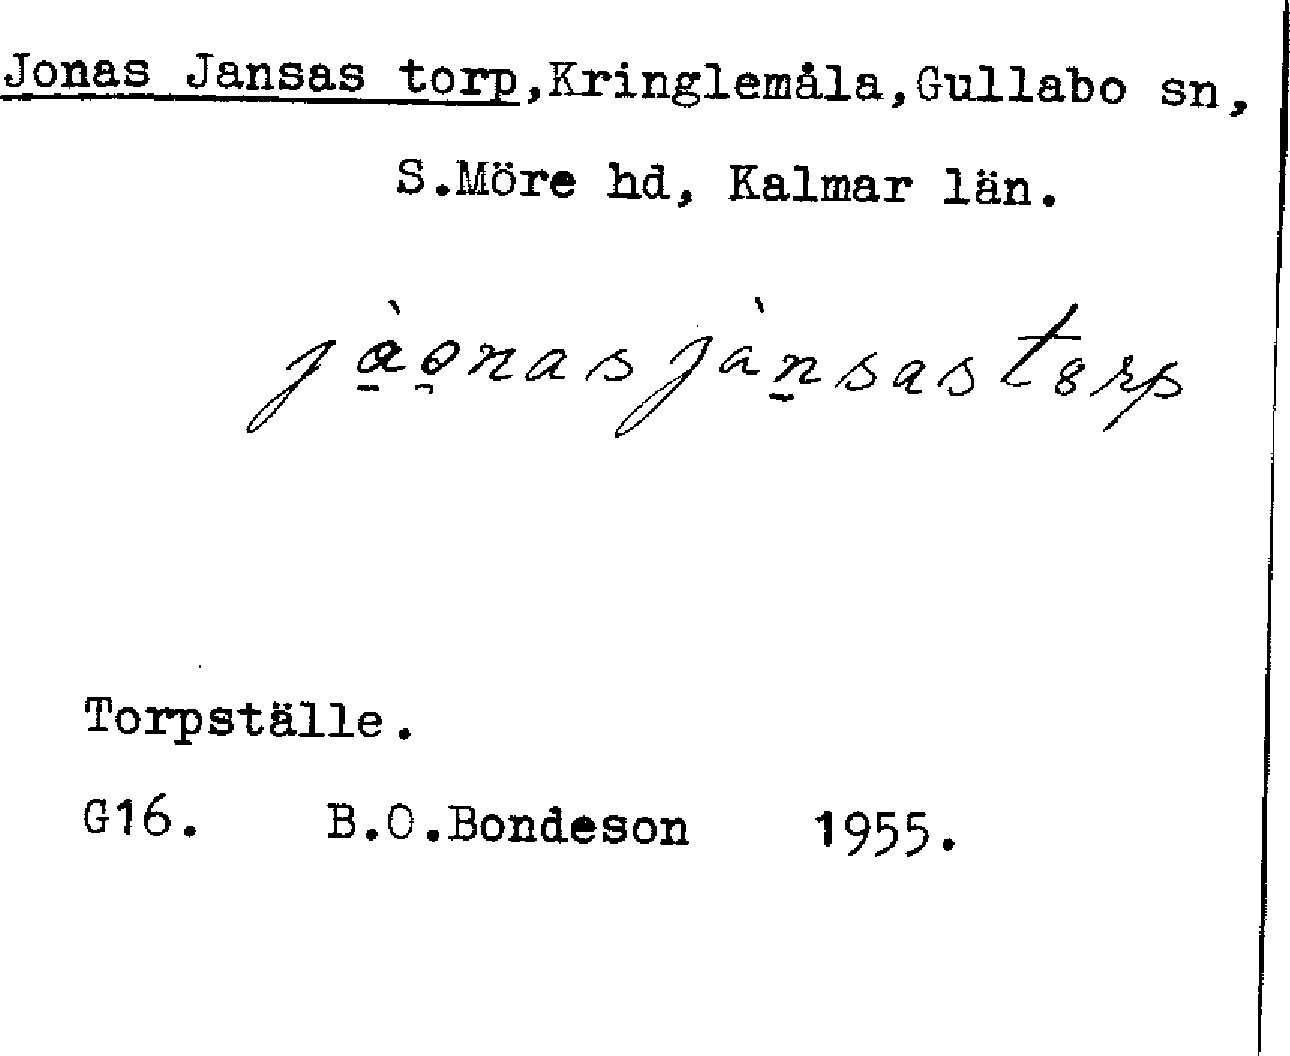 Jonas Jansas torp,Kringlemåla,Gullabo sn,
S.Möre hd, Kalmar län.
jàonas jànsas torp
Torpställe.
G16. B.O.Bondeson 1955.